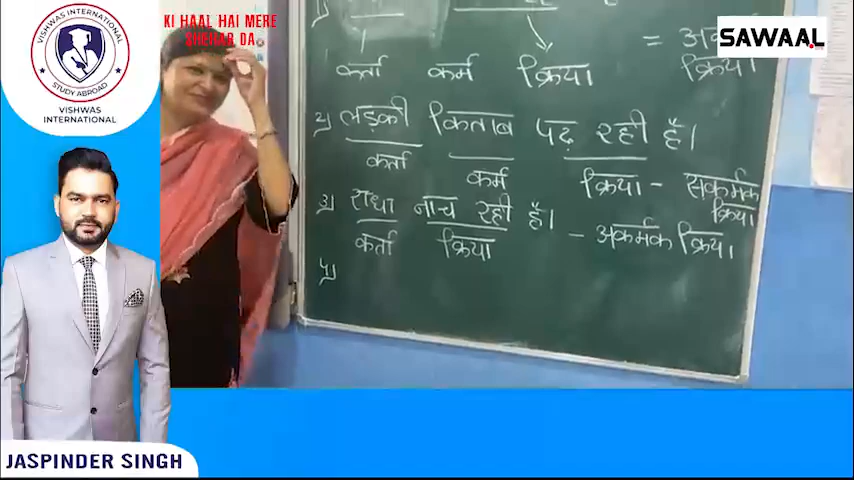 VISHWAS INTERNATIONAL
STUDY ABROAD
VISHWAS
INTERNATIONAL
KI HAAL HAI MERE
SHEHAR DA
SAWAAL
कर्ता कर्म क्रिया क्रिया
2) लड़की किताब पढ़ रही है।
कर्ता कर्म क्रिया - सकर्मक
क्रिया
3) राधा नाच रही है। - अकर्मक क्रिया
कर्ता क्रिया
JASPINDER SINGH